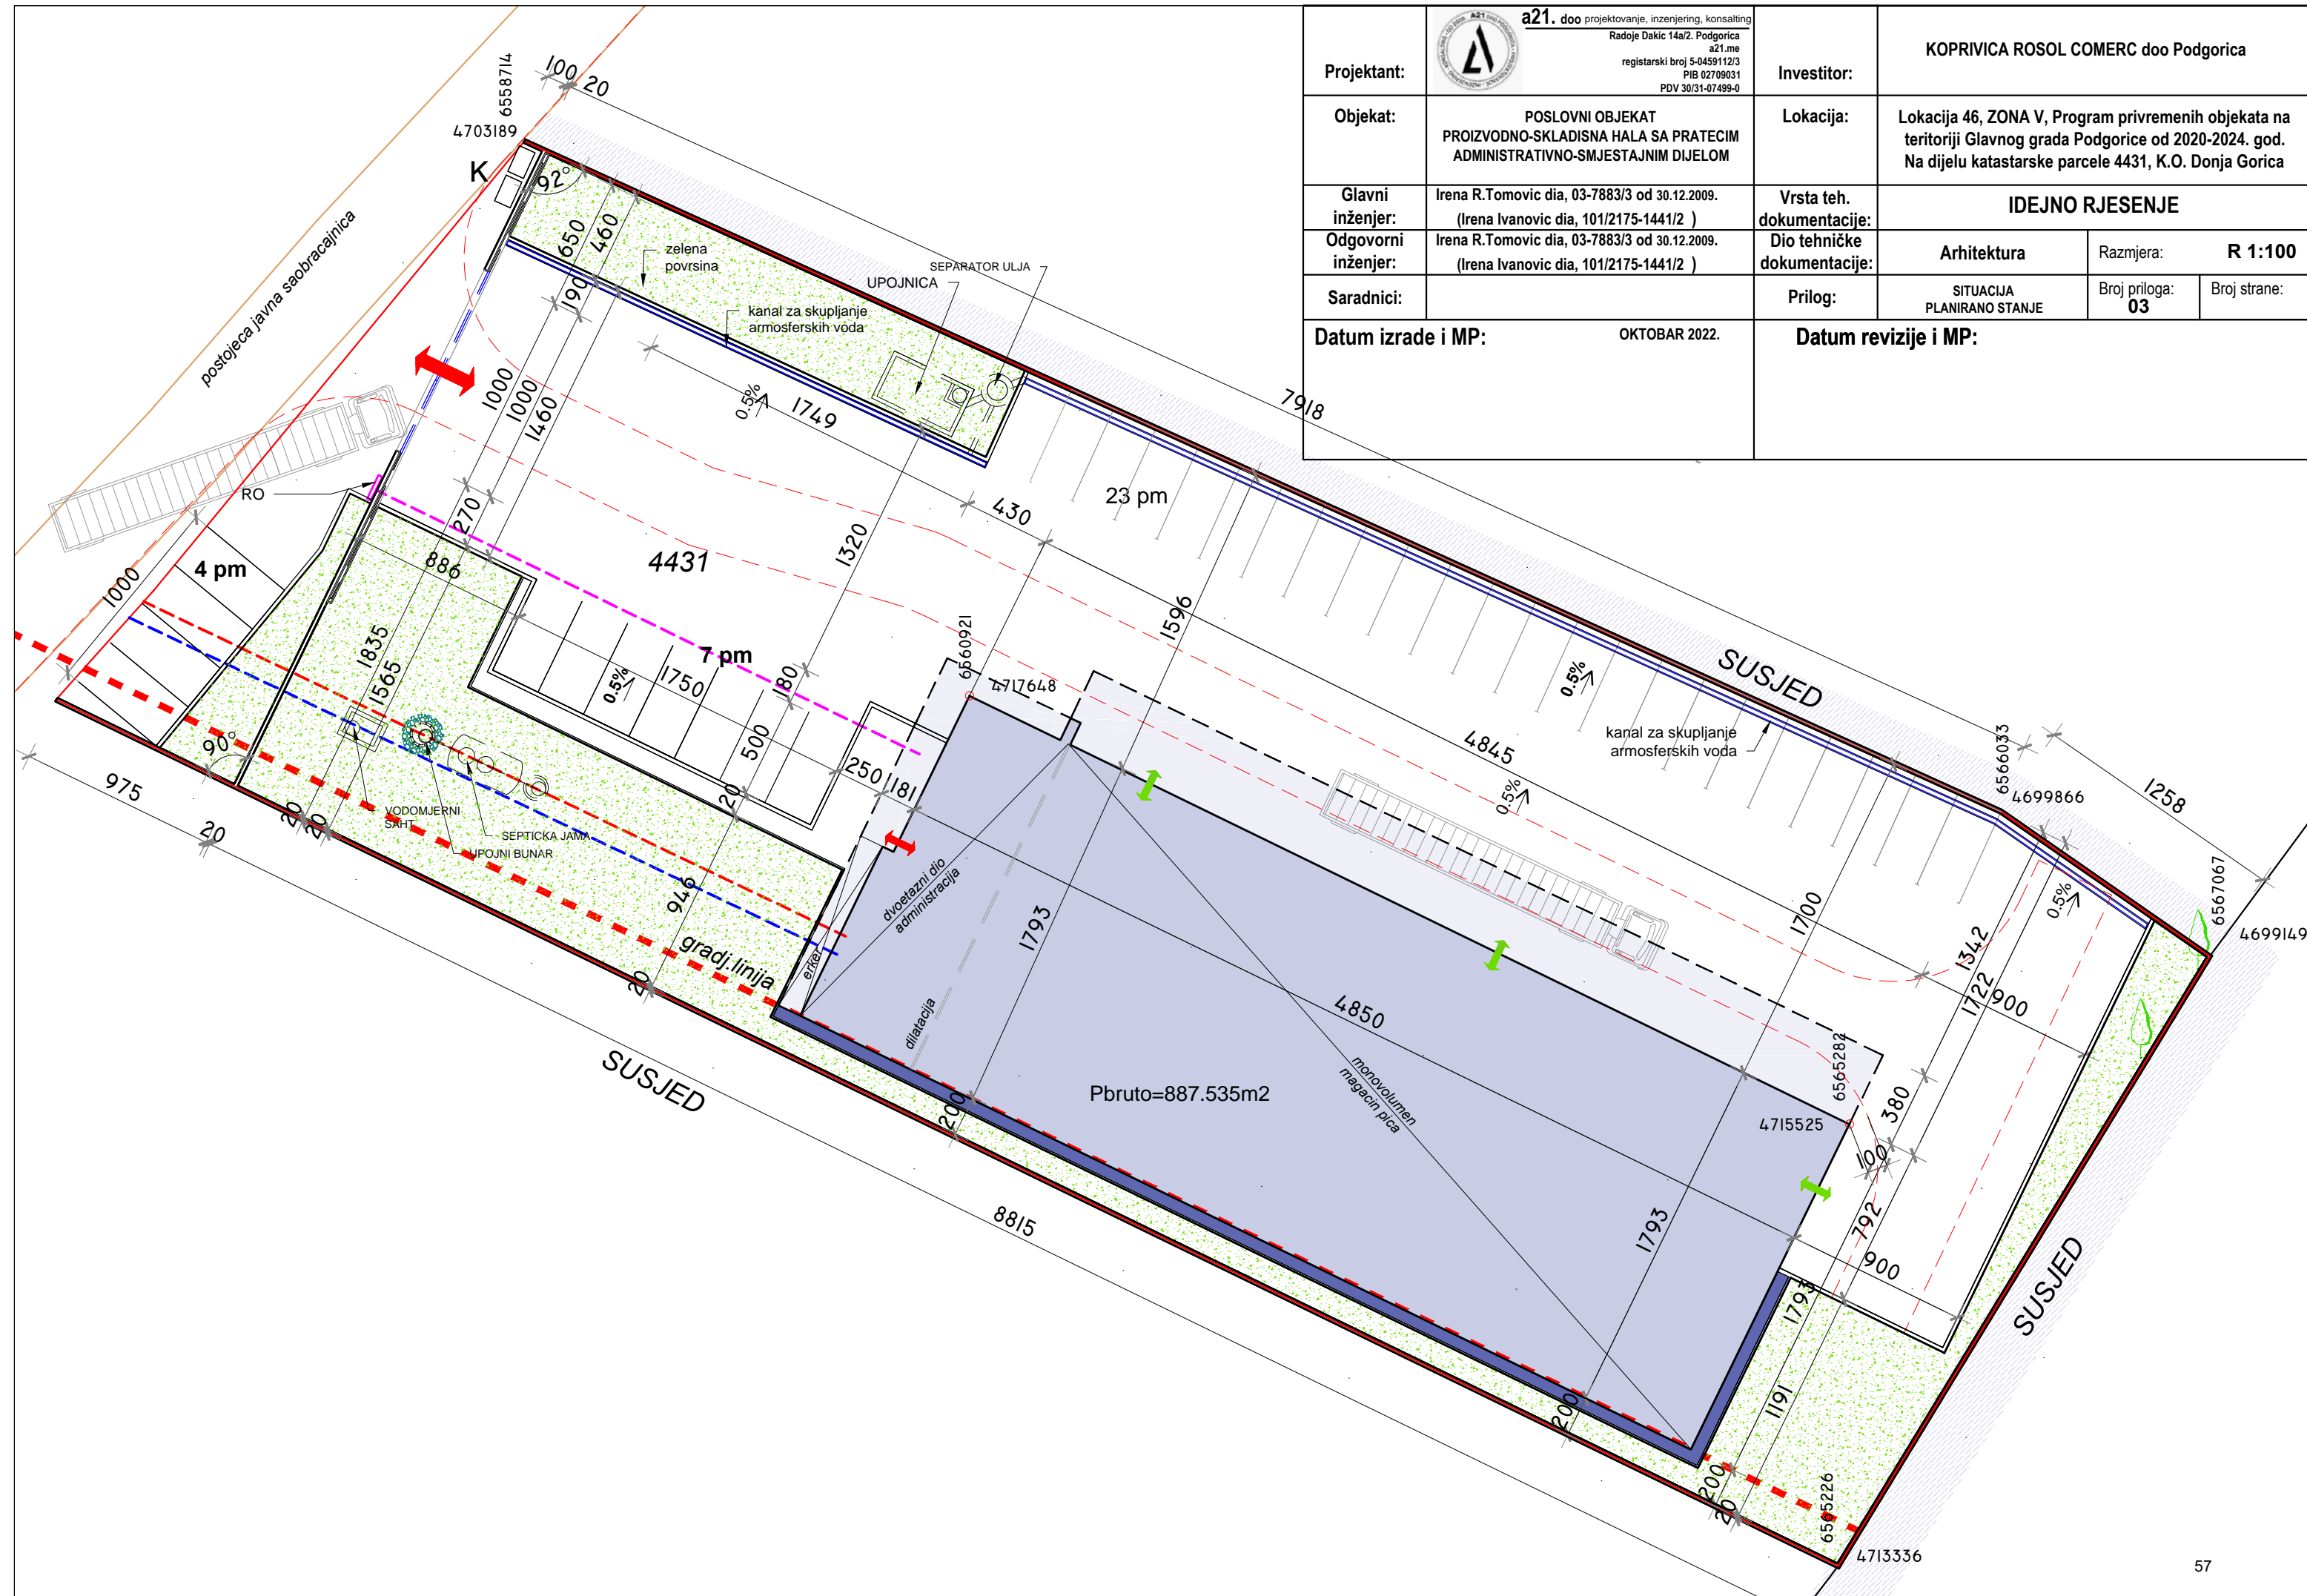 Projektant:
a21. doo projektovanje, inzenjering, konsalting
Radoje Dakic 14a/2. Podgorica
a21.me
registarski broj 5-0459112/3
PIB 02709031
PDV 30/31-07499-0
Investitor:
KOPRIVICA ROSOL COMERC doo Podgorica
Objekat:
POSLOVNI OBJEKAT
PROIZVODNO-SKLADISNA HALA SA PRATECIM
ADMINISTRATIVNO-SMJESTAJNIM DIJELOM
Lokacija:
Lokacija 46, ZONA V, Program privremenih objekata na
teritoriji Glavnog grada Podgorice od 2020-2024. god.
Na dijelu katastarske parcele 4431, K.O. Donja Gorica
Glavni
inženjer:
Irena R.Tomovic dia, 03-7883/3 od 30.12.2009.
(Irena Ivanovic dia, 101/2175-1441/2 )
Vrsta teh.
dokumentacije:
IDEJNO RJESENJE
Odgovorni
inženjer:
Irena R.Tomovic dia, 03-7883/3 od 30.12.2009.
(Irena Ivanovic dia, 101/2175-1441/2 )
Dio tehničke
dokumentacije:
Arhitektura
Razmjera:
R 1:100
Saradnici:
Prilog:
SITUACIJA
PLANIRANO STANJE
Broj priloga:
03
Broj strane:
Datum izrade i MP:
OKTOBAR 2022.
Datum revizije i MP:
6558714
4703189
100
20
K
92°
postojeca javna saobracajnica
650
460
190
zelena
povrsina
SEPARATOR ULJA
UPOJNICA
kanal za skupljanje
armosferskih voda
1000
1000
1460
0.5%
1749
7918
23 pm
430
RO
270
886
4431
1320
1596
4 pm
1000
1835
1565
7 pm
0.5%
1750
180
500
20
250
181
6560921
4717648
0.5%
SUSJED
kanal za skupljanje
armosferskih voda
4845
0.5%
6566033
4699866
1258
6567067
4699149
0.5%
90°
975
20
20
20
VODOMJERNI
SAHT
SEPTICKA JAMA
UPOJNI BUNAR
946
20
gradj.linija
erker
dvoetazni dio
administracija
dilatacija
1793
1700
1342
1722
900
4850
monovolumen
magacin pica
Pbruto=887.535m2
6565282
4715525
380
100
792
900
SUSJED
8815
200
1793
1793
1191
SUSJED
200
200
20
6565226
4713336
57